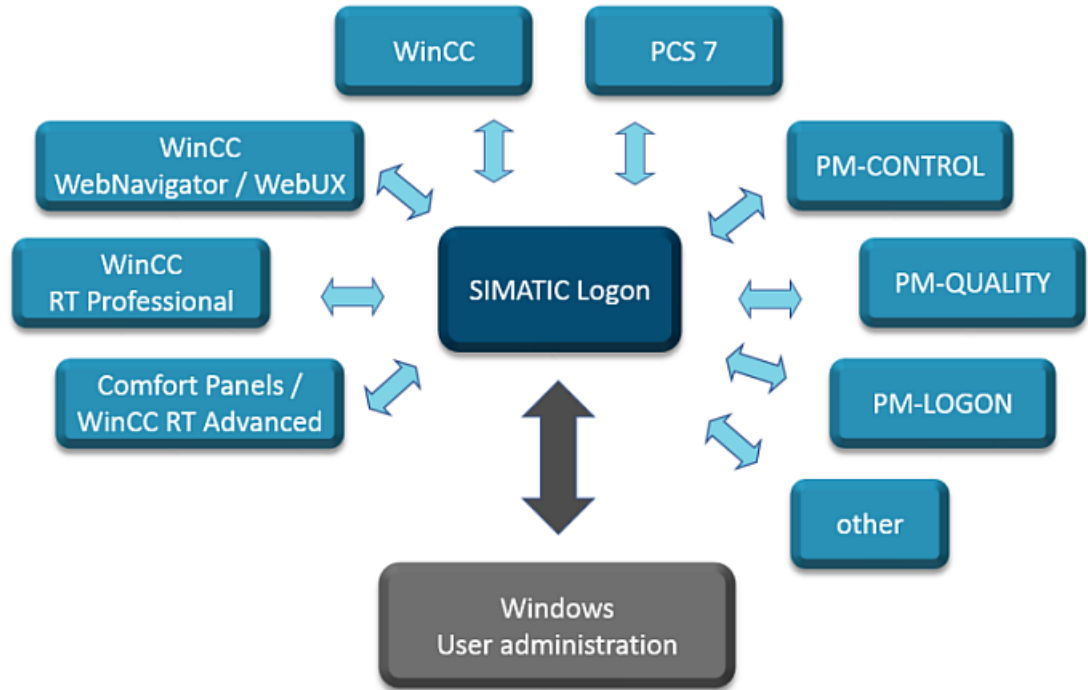 WinCC
PCS 7
WinCC
WebNavigator / WebUX
PM-CONTROL
WinCC
RT Professional
SIMATIC Logon
PM-QUALITY
Comfort Panels /
WinCC RT Advanced
PM-LOGON
other
Windows
User administration